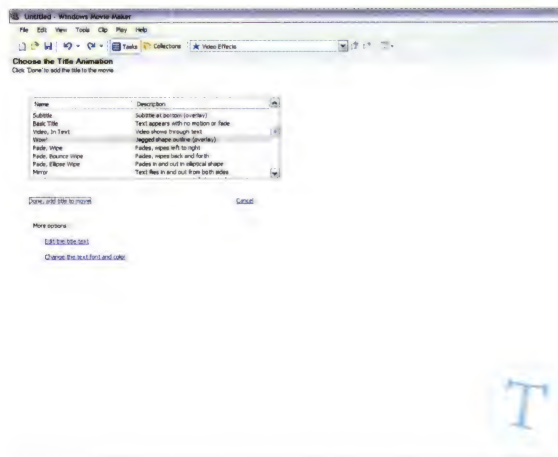 Untitled - Windows Movie Maker
File Edit View Tools Clip Play Help
Tasks Collections Video Effects
Choose the Title Animation
Click 'Done' to add the title to the movie.
Name Description
Subtitle Subtitle at bottom (overlay)
Basic Title Text appears with no motion or fade
Video, In Text Video shows through text
Wow! Jagged shape outline (overlay)
Fade, Wipe Fades, wipes left to right
Fade, Bounce Wipe Fades, wipes back and forth
Fade, Ellipse Wipe Fades in and out in elliptical shape
Mirror Text flies in and out from both sides
Done, add title to movie Cancel
More options
Edit the title text
Change the text font and color
T